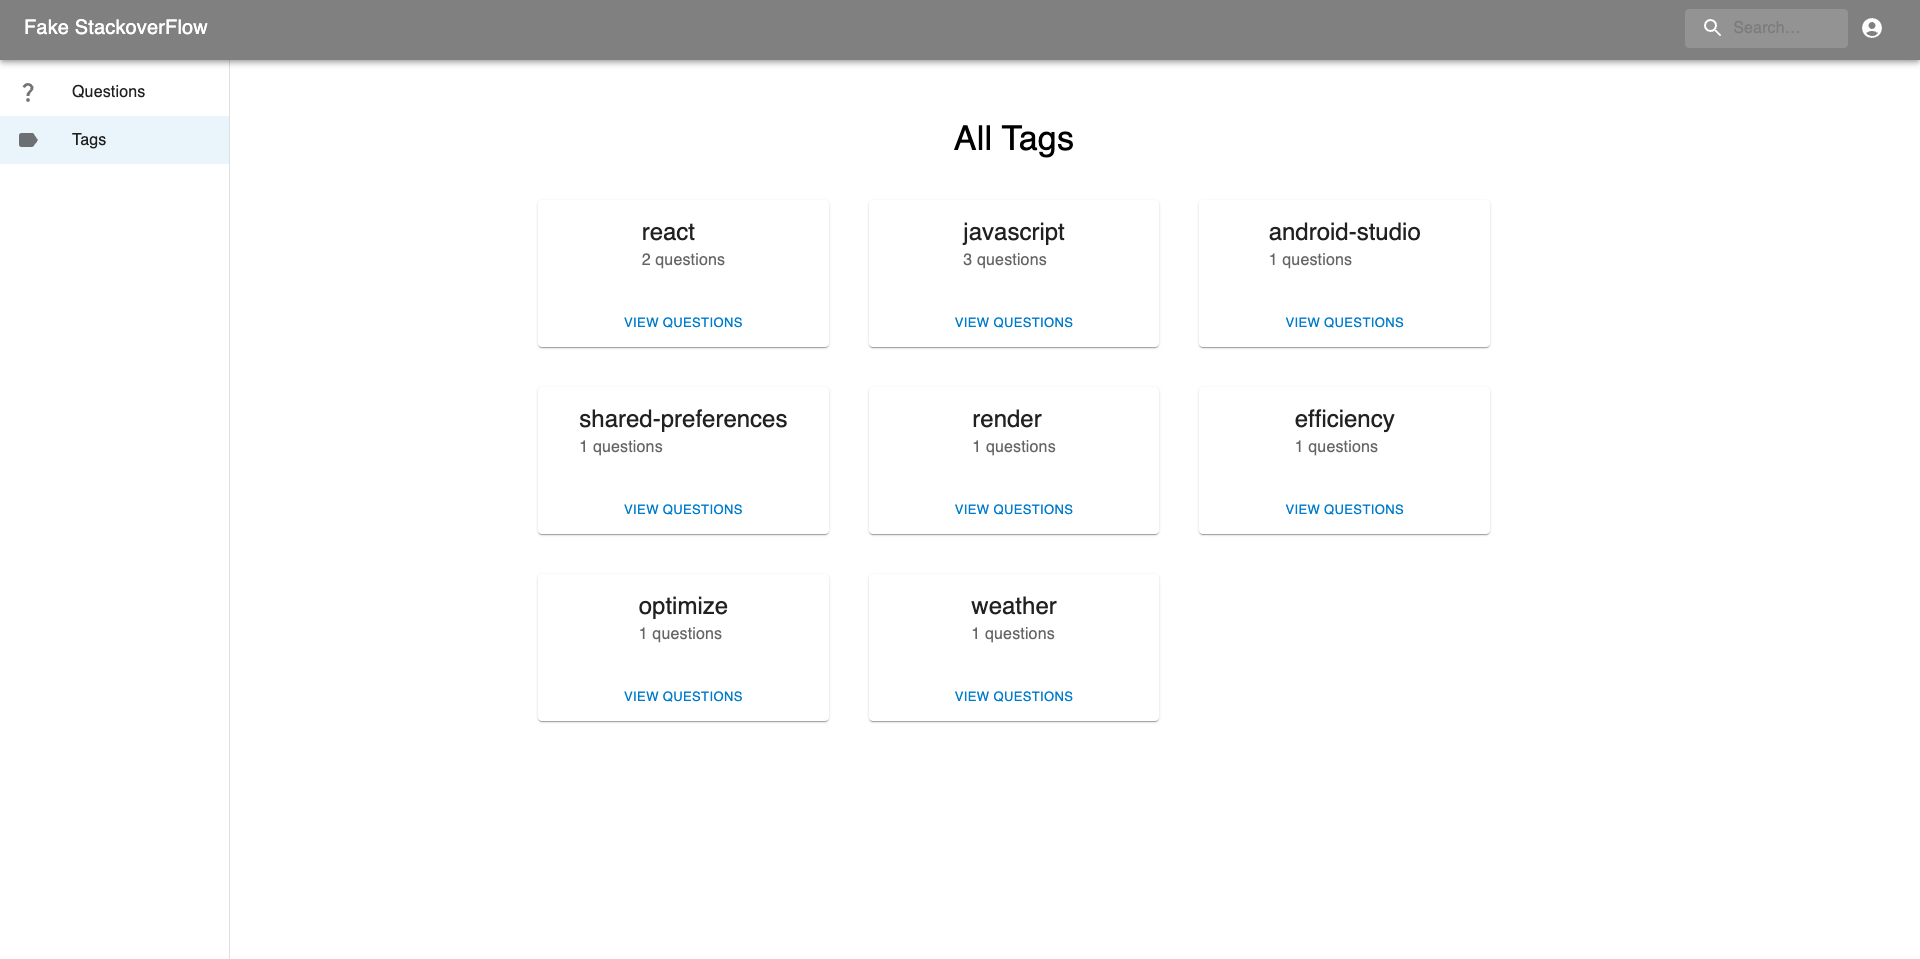 Fake StackoverFlow
Search...
Questions
Tags
All Tags
react
2 questions
VIEW QUESTIONS
javascript
3 questions
VIEW QUESTIONS
android-studio
1 questions
VIEW QUESTIONS
shared-preferences
1 questions
VIEW QUESTIONS
render
1 questions
VIEW QUESTIONS
efficiency
1 questions
VIEW QUESTIONS
optimize
1 questions
VIEW QUESTIONS
weather
1 questions
VIEW QUESTIONS